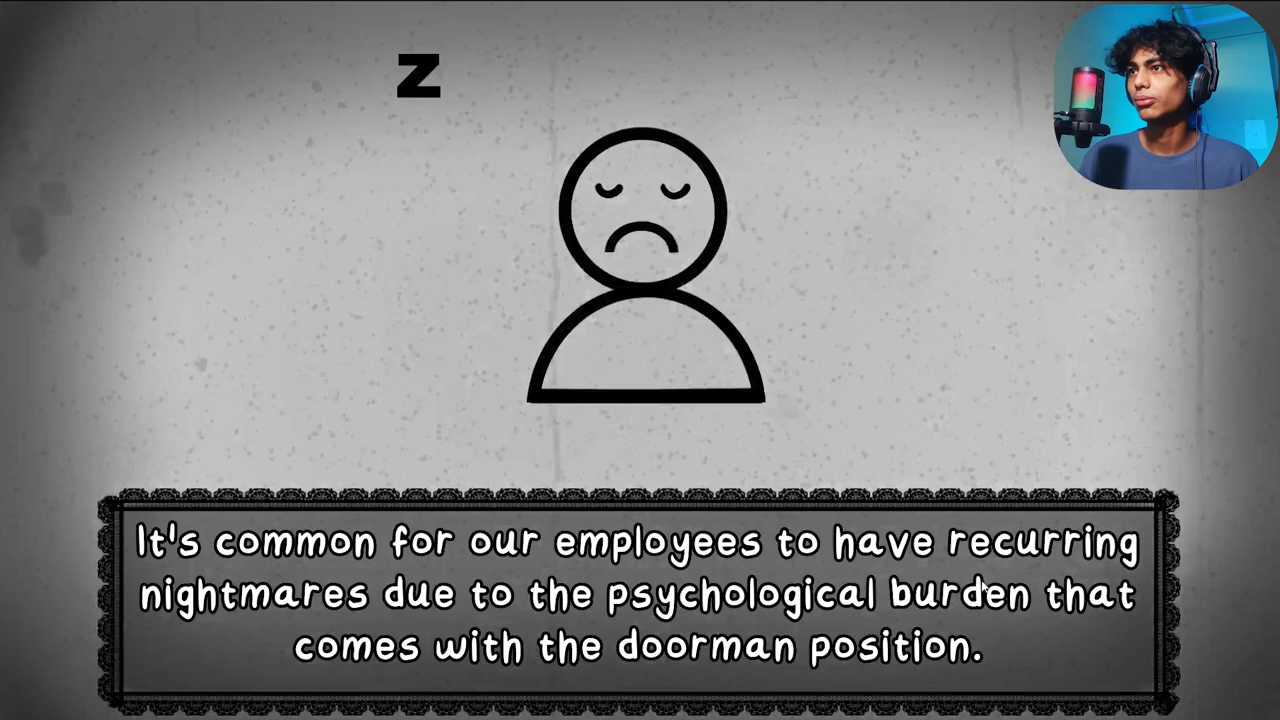 z
It's common for our employees to have recurring
nightmares due to the psychological burden that
comes with the doorman position.